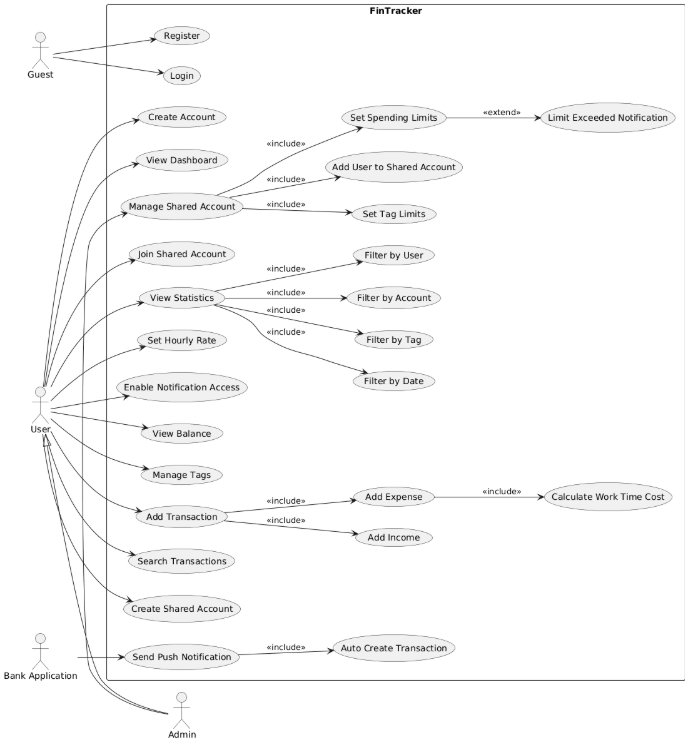 FinTracker
Register
Guest
Login
Create Account
Set Spending Limits
«extend»
Limit Exceeded Notification
View Dashboard
«include»
Add User to Shared Account
«include»
Manage Shared Account
«include»
Set Tag Limits
Join Shared Account
Filter by User
«include»
View Statistics
«include»
Filter by Account
«include»
Filter by Tag
Set Hourly Rate
«include»
Filter by Date
Enable Notification Access
User
View Balance
Manage Tags
Add Transaction
«include»
Add Expense
«include»
Calculate Work Time Cost
«include»
Add Income
Search Transactions
Create Shared Account
Bank Application
Send Push Notification
«include»
Auto Create Transaction
Admin